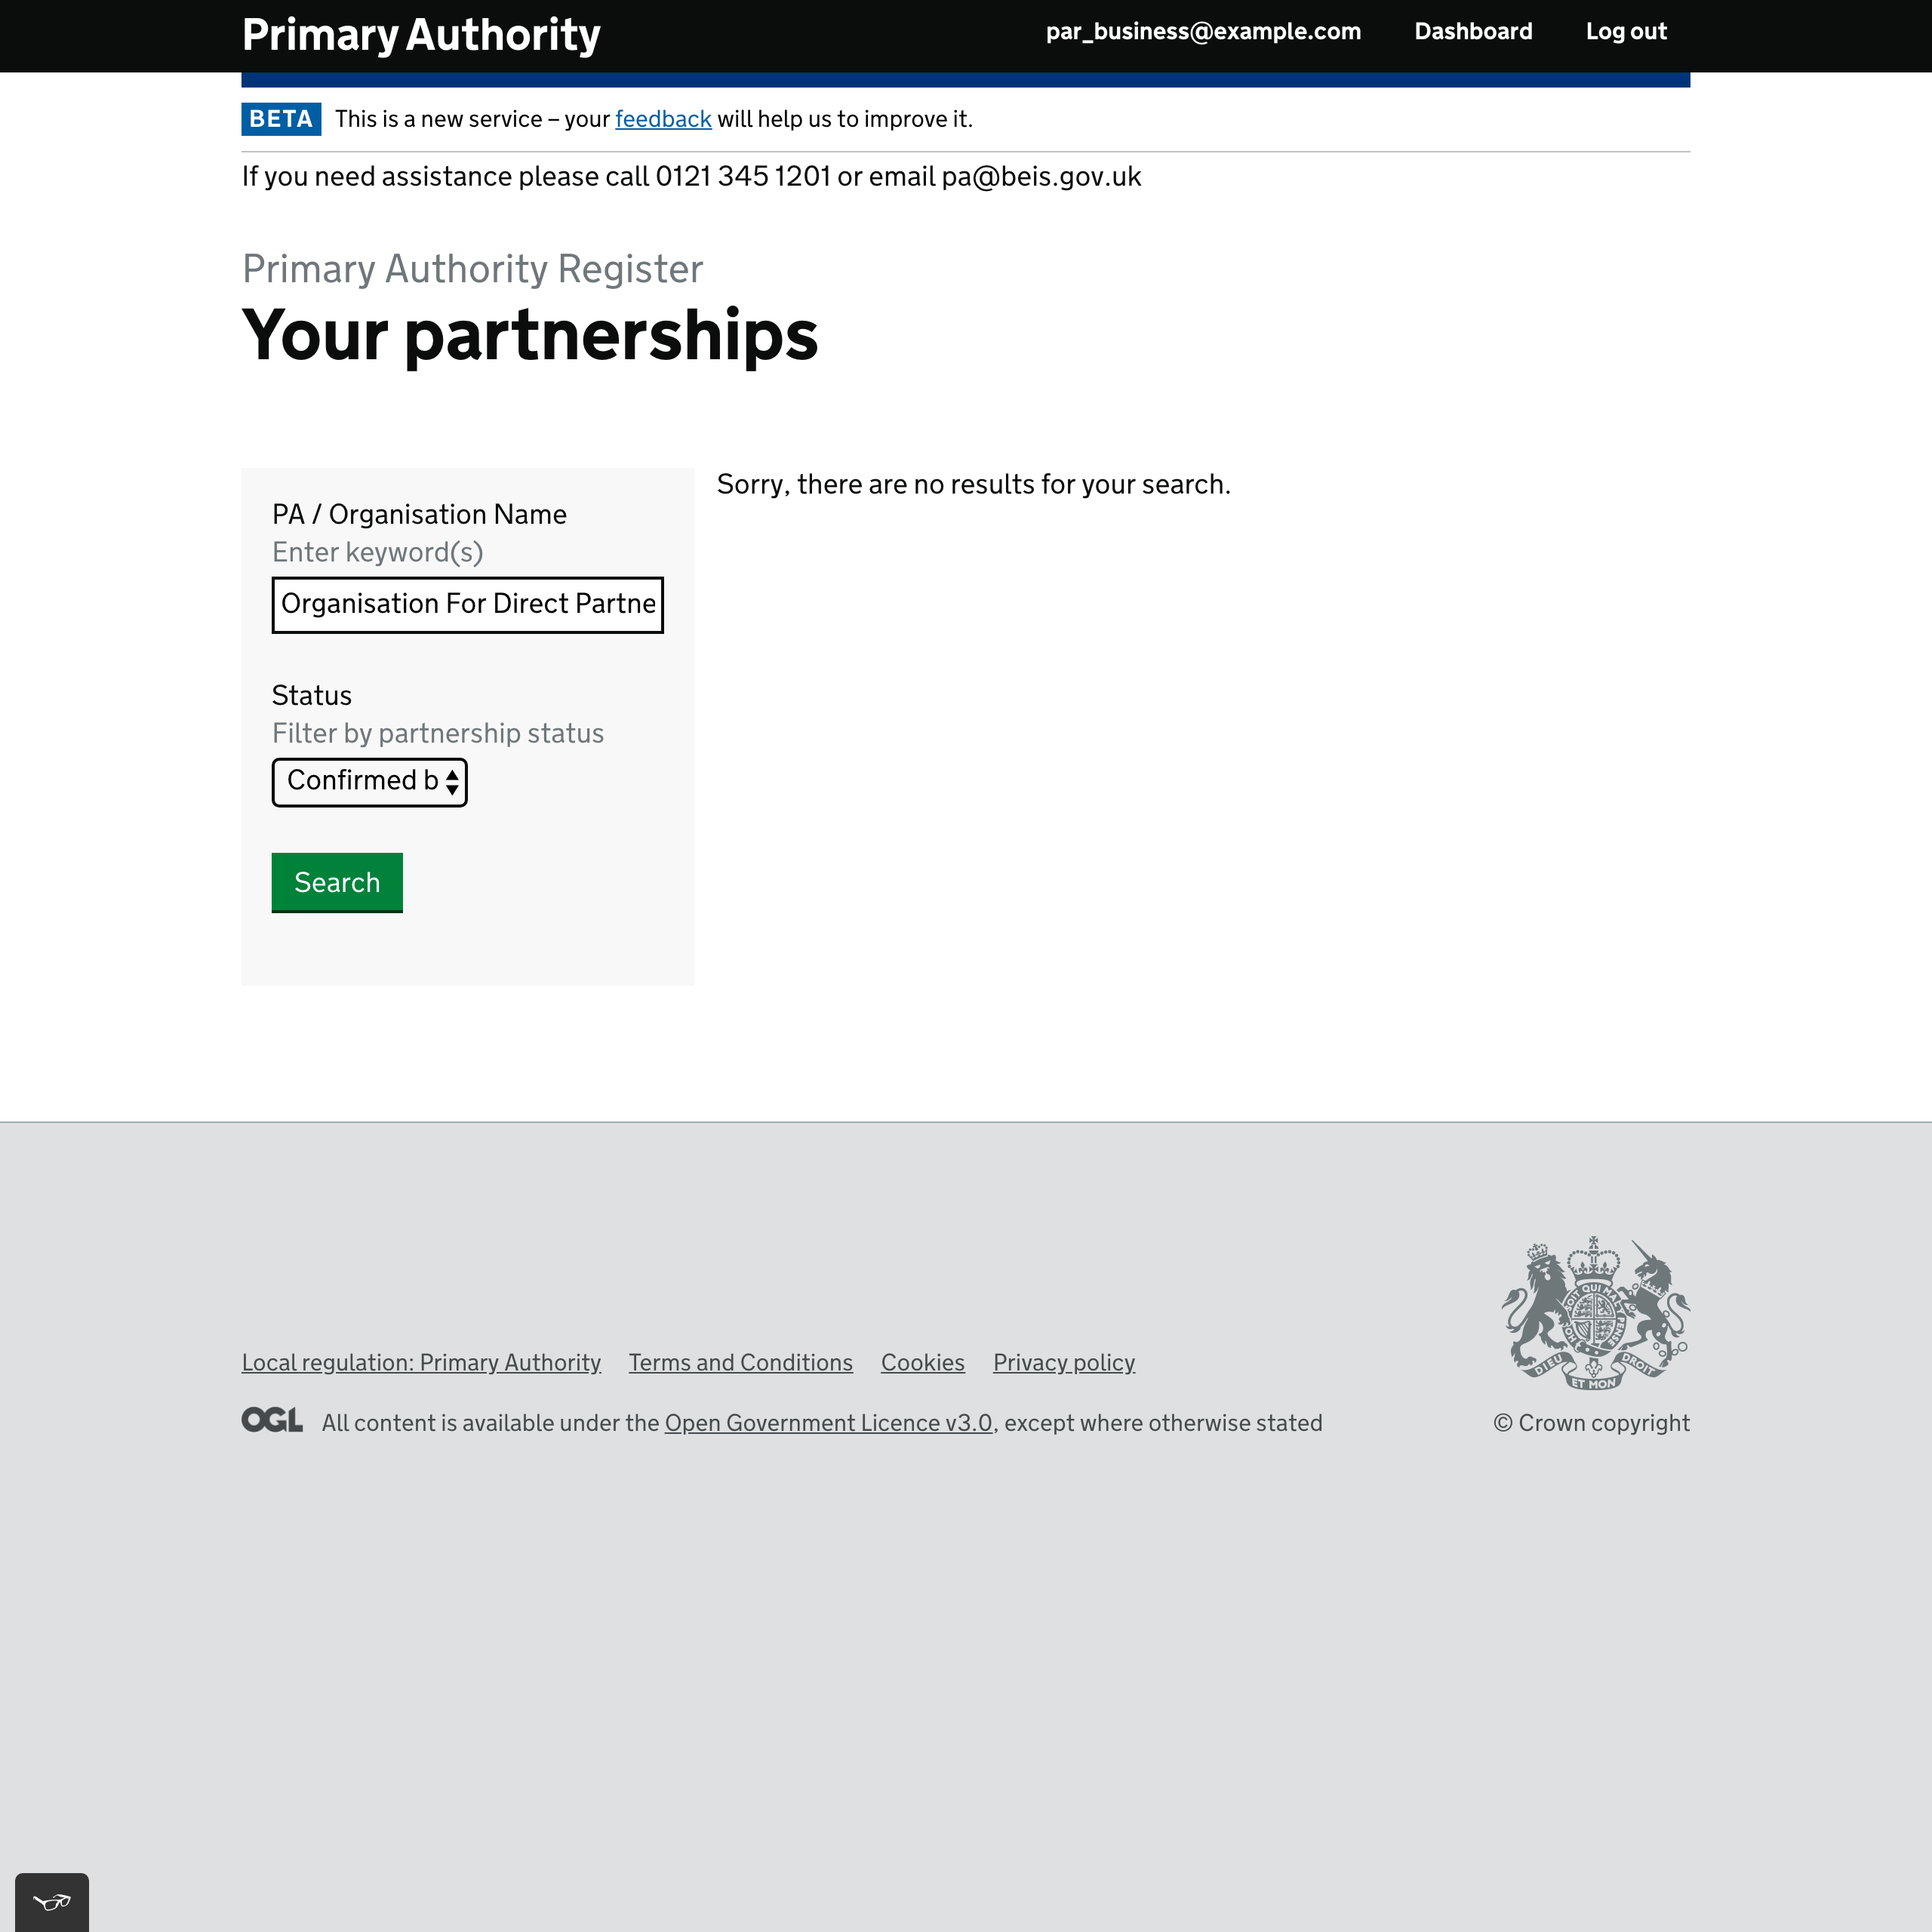 Primary Authority
par_business@example.com Dashboard Log out
BETA This is a new service – your feedback will help us to improve it.
If you need assistance please call 0121 345 1201 or email pa@beis.gov.uk
Primary Authority Register
Your partnerships
Sorry, there are no results for your search.
PA / Organisation Name
Enter keyword(s)
Organisation For Direct Partne
Status
Filter by partnership status
Confirmed b
Search
Local regulation: Primary Authority Terms and Conditions Cookies Privacy policy
DIEU ET MON DROIT
OGL All content is available under the Open Government Licence v3.0, except where otherwise stated
© Crown copyright